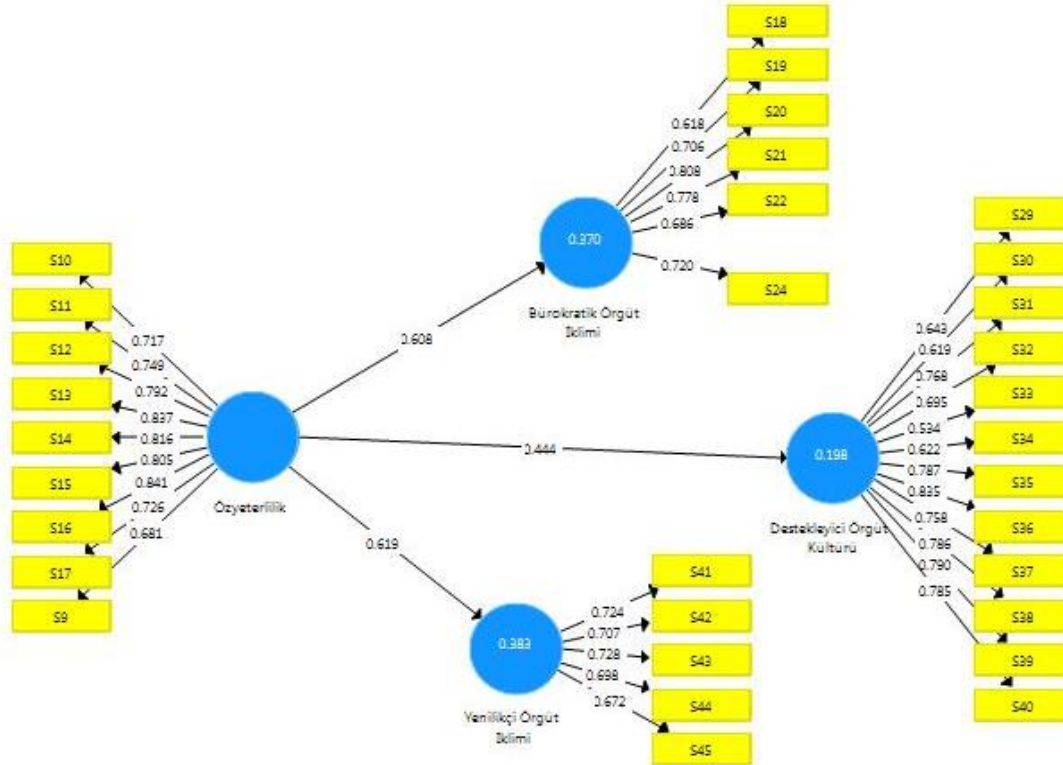 S18
S19
S20
S21
S22
S24
0.618
0.706
0.808
0.778
0.686
0.720
0.370
Bürokratik Örgüt
İklimi
0.608
S10
S11
S12
S13
S14
S15
S16
S17
S9
0.717
0.749
0.792
0.837
0.816
0.805
0.841
0.726
0.681
Özyeterlilik
0.444
0.619
S29
S30
S31
S32
S33
S34
S35
S36
S37
S38
S39
S40
0.643
0.619
0.768
0.695
0.534
0.622
0.787
0.835
0.758
0.786
0.790
0.785
0.198
Destekleyici Örgüt
Kültürü
S41
S42
S43
S44
S45
0.724
0.707
0.728
0.698
0.672
0.383
Yenilikçi Örgüt
İklimi